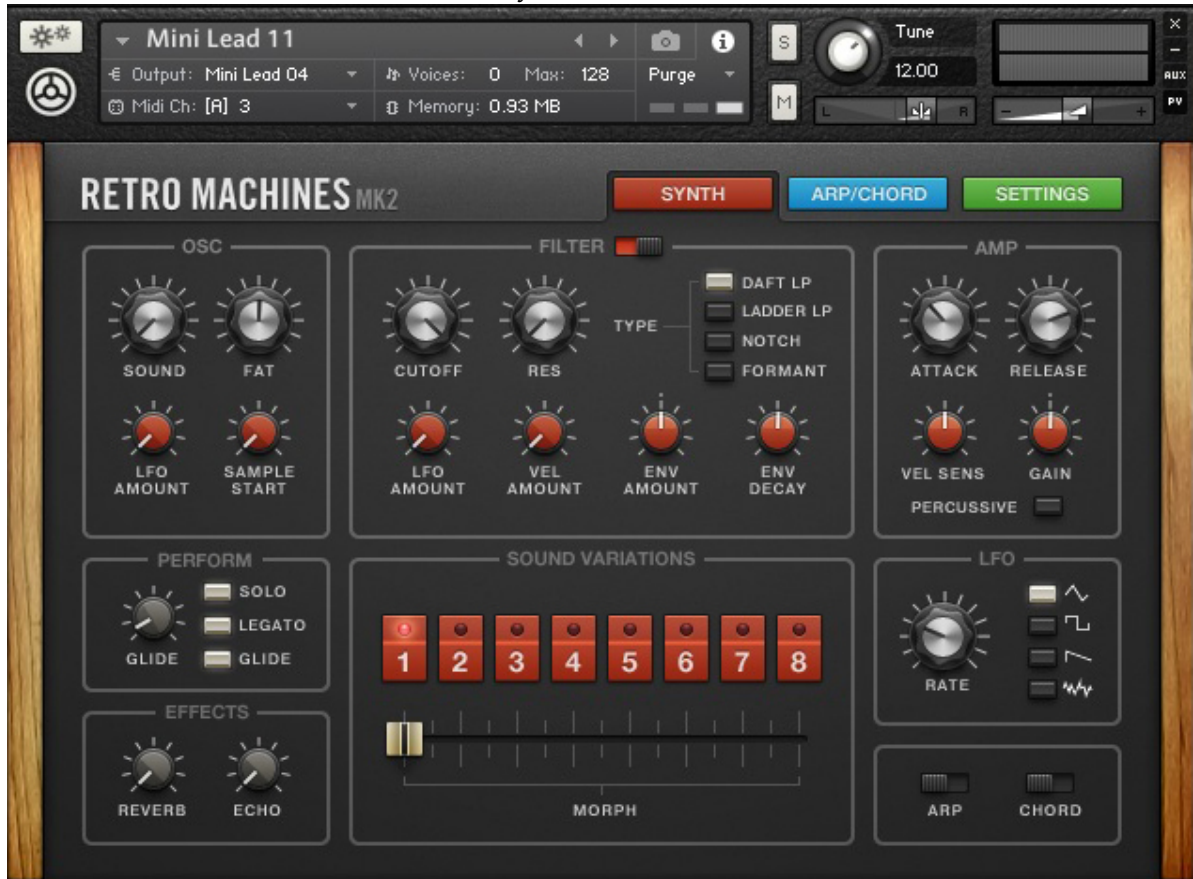 Mini Lead 11
Output: Mini Lead 04 Voices: 0 Max: 128 Purge
Midi Ch: [A] 3 Memory: 0.93 MB
S
M
Tune
12.00
L R
- +
×
-
AUX
PV
RETRO MACHINES MK2
SYNTH ARP/CHORD SETTINGS
OSC
SOUND FAT
LFO AMOUNT
SAMPLE START
FILTER
CUTOFF RES
TYPE
DAFT LP
LADDER LP
NOTCH
FORMANT
LFO AMOUNT
VEL AMOUNT
ENV AMOUNT
ENV DECAY
AMP
ATTACK RELEASE
VEL SENS GAIN
PERCUSSIVE
PERFORM
GLIDE
SOLO
LEGATO
GLIDE
SOUND VARIATIONS
1 2 3 4 5 6 7 8
MORPH
LFO
RATE
EFFECTS
REVERB ECHO
ARP CHORD